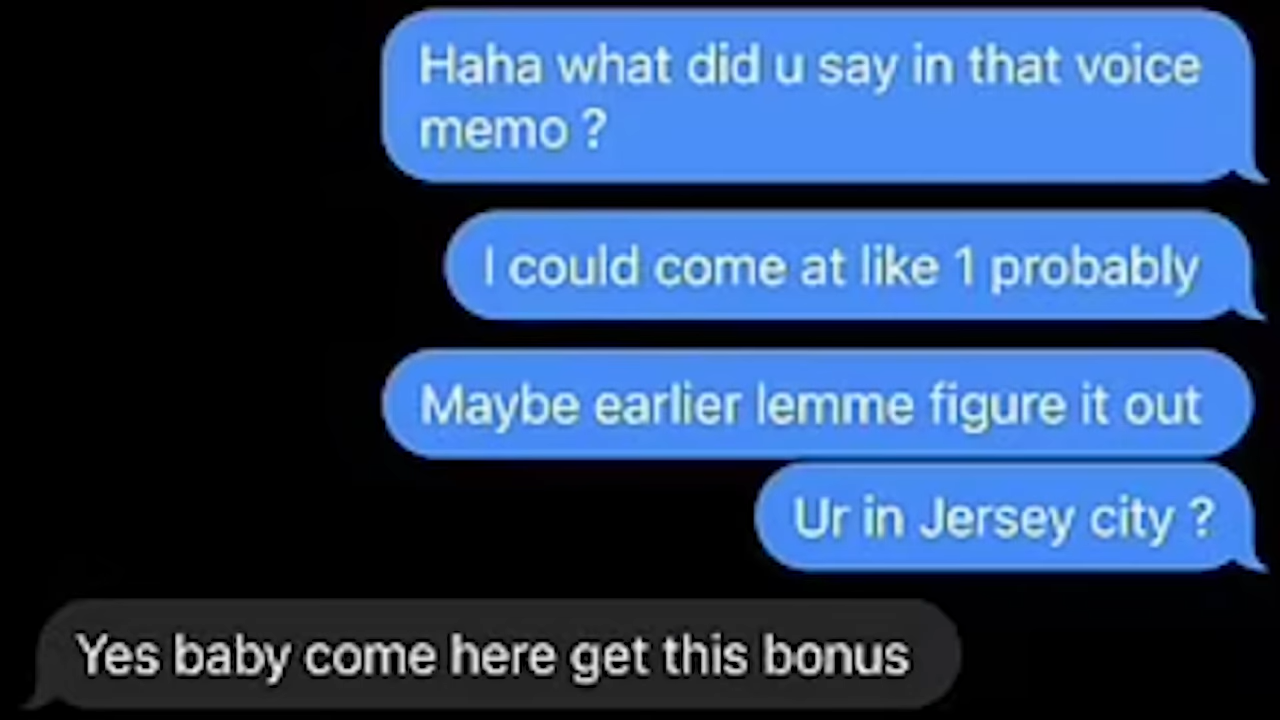 Haha what did u say in that voice
memo ?
I could come at like 1 probably
Maybe earlier lemme figure it out
Ur in Jersey city ?
Yes baby come here get this bonus